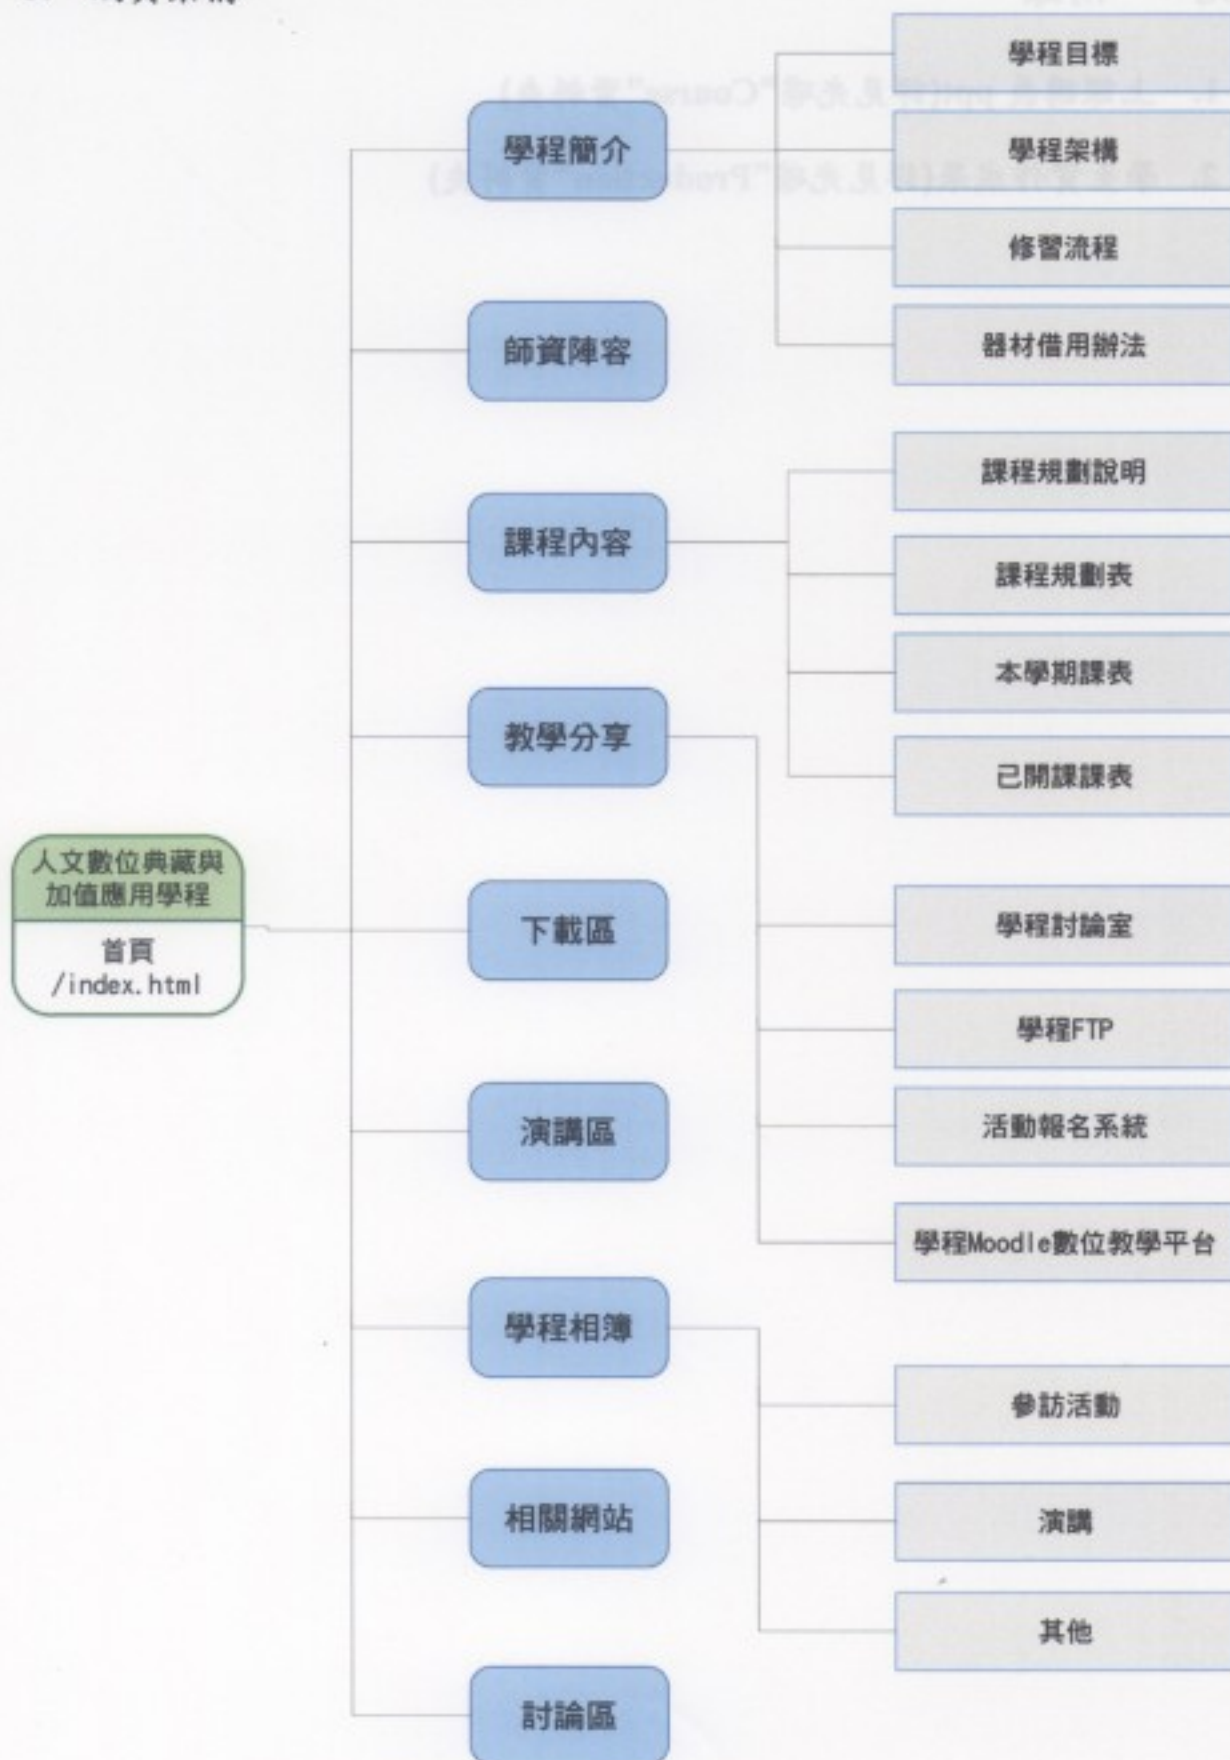 學程目標
學程簡介
學程架構
修習流程
師資陣容
器材借用辦法
課程規劃說明
課程內容
課程規劃表
本學期課表
教學分享
已開課課表
人文數位典藏與
加值應用學程
首頁
/index.html
下載區
學程討論室
學程FTP
演講區
活動報名系統
學程Moodle數位教學平台
學程相簿
參訪活動
相關網站
演講
其他
討論區